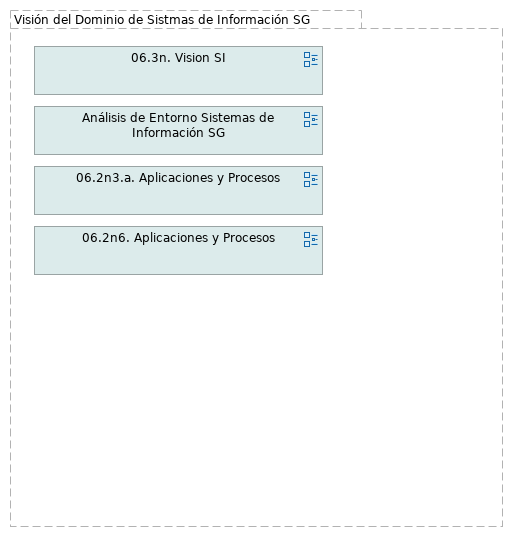 Visión del Dominio de Sistmas de Información SG
06.3n. Vision SI
Análisis de Entorno Sistemas de
Información SG
06.2n3.a. Aplicaciones y Procesos
06.2n6. Aplicaciones y Procesos